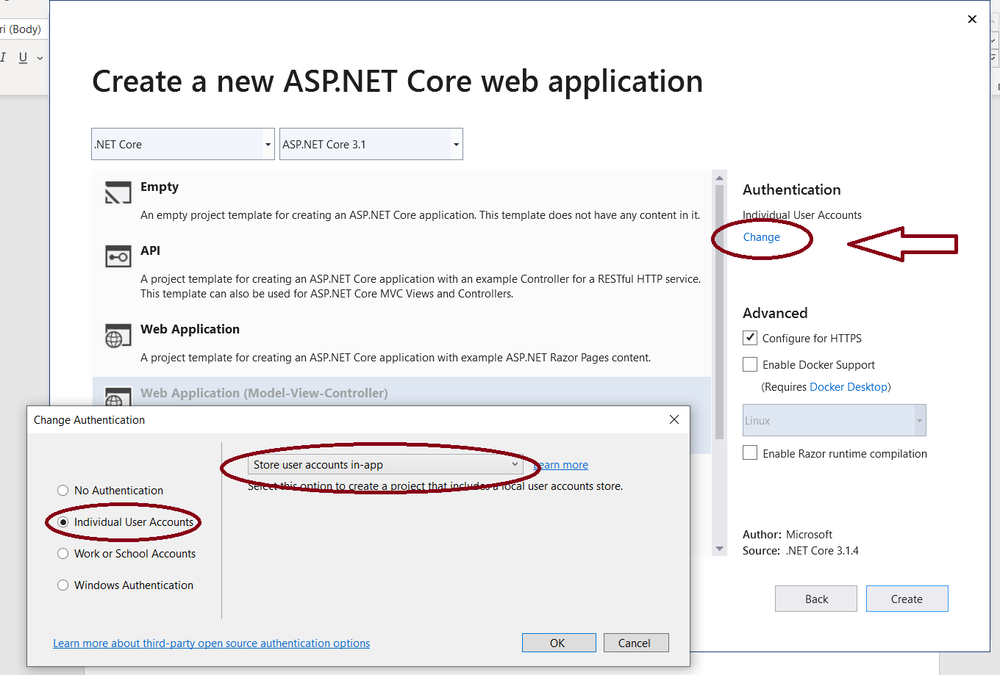 ri (Body)
I U
Create a new ASP.NET Core web application
.NET Core
ASP.NET Core 3.1
Empty
An empty project template for creating an ASP.NET Core application. This template does not have any content in it.
API
A project template for creating an ASP.NET Core application with an example Controller for a RESTful HTTP service.
This template can also be used for ASP.NET Core MVC Views and Controllers.
Web Application
A project template for creating an ASP.NET Core application with example ASP.NET Razor Pages content.
Web Application (Model-View-Controller)
Authentication
Individual User Accounts
Change
Advanced
Configure for HTTPS
Enable Docker Support
(Requires Docker Desktop)
Linux
Enable Razor runtime compilation
Author: Microsoft
Source: .NET Core 3.1.4
Back
Create
Change Authentication
No Authentication
Individual User Accounts
Work or School Accounts
Windows Authentication
Store user accounts in-app
Learn more
Select this option to create a project that includes a local user accounts store.
Learn more about third-party open source authentication options
OK
Cancel